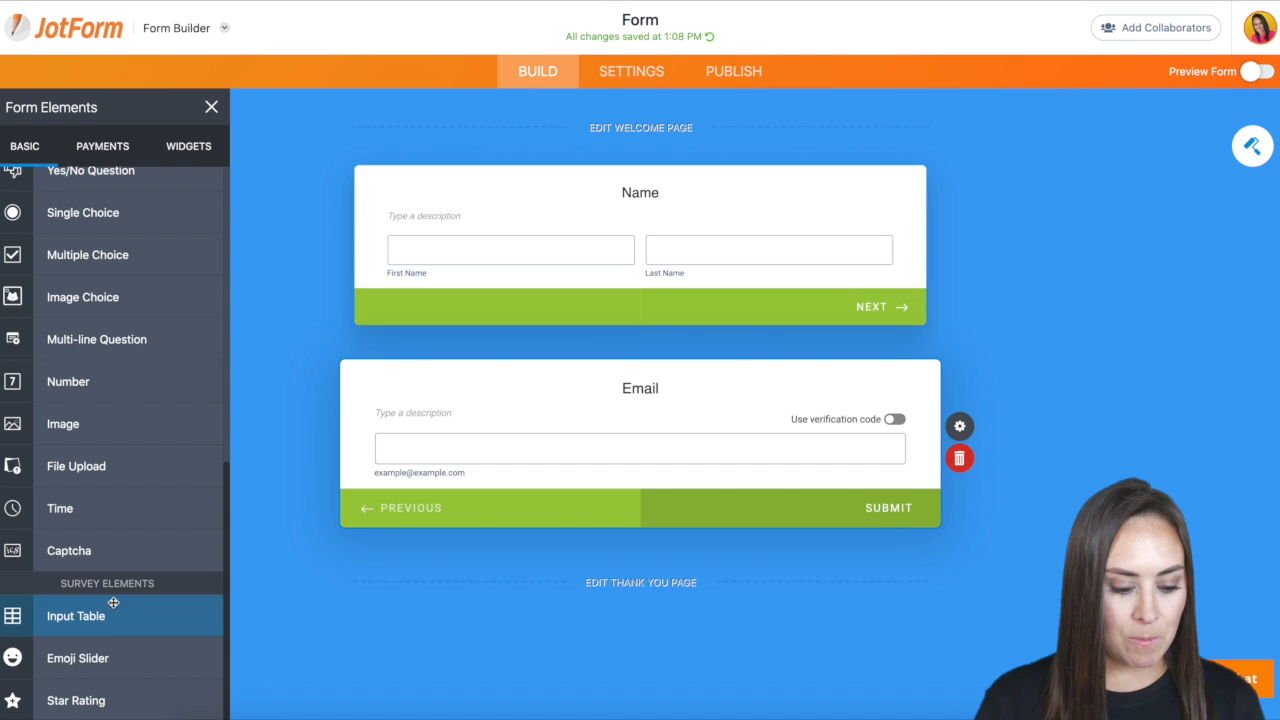 JotForm
Form Builder
Form
All changes saved at 1:08 PM
Add Collaborators
BUILD
SETTINGS
PUBLISH
Preview Form
Form Elements
BASIC
PAYMENTS
WIDGETS
Yes/No Question
Single Choice
Multiple Choice
Image Choice
Multi-line Question
7 Number
Image
File Upload
Time
Captcha
SURVEY ELEMENTS
Input Table
Emoji Slider
Star Rating
EDIT WELCOME PAGE
Name
Type a description
First Name
Last Name
NEXT
Email
Type a description
Use verification code
example@example.com
PREVIOUS
SUBMIT
EDIT THANK YOU PAGE